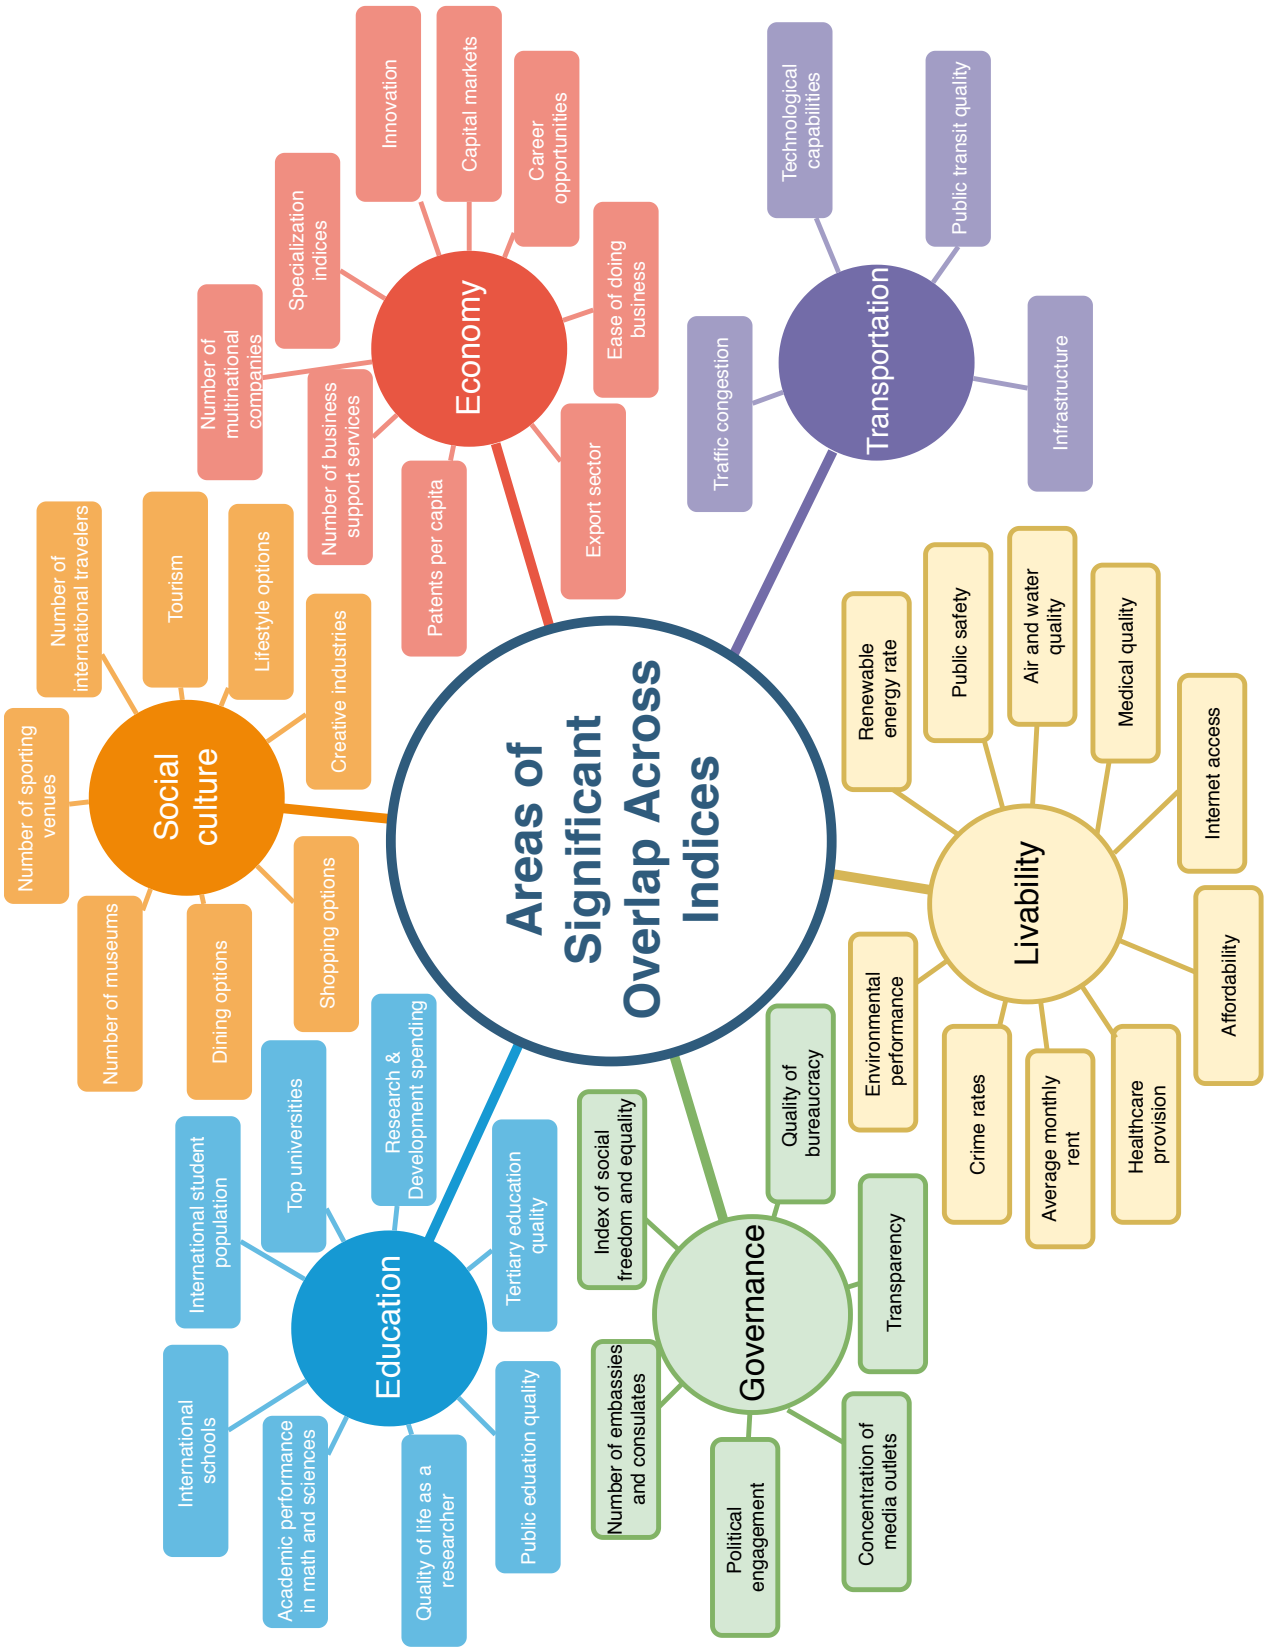 Areas of
Significant
Overlap Across
Indices
Education
International
schools
International student
population
Top universities
Research &
Development spending
Tertiary education
quality
Public eduation quality
Quality of life as a
researcher
Academic performance
in math and sciences
Social
culture
Number of museums
Number of sporting
venues
Number of
international travelers
Tourism
Lifestyle options
Creative industries
Shopping options
Dining options
Economy
Number of
multinational
companies
Specialization
indices
Innovation
Capital markets
Career
opportunities
Ease of doing
business
Export sector
Patents per capita
Number of business
support services
Transportation
Traffic congestion
Technological
capabilities
Public transit quality
Infrastructure
Livability
Environmental
performance
Renewable
energy rate
Public safety
Air and water
quality
Medical quality
Internet access
Affordability
Healthcare
provision
Average monthly
rent
Crime rates
Governance
Number of embassies
and consulates
Index of social
freedom and equality
Quality of
bureaucracy
Transparency
Concentration of
media outlets
Political
engagement